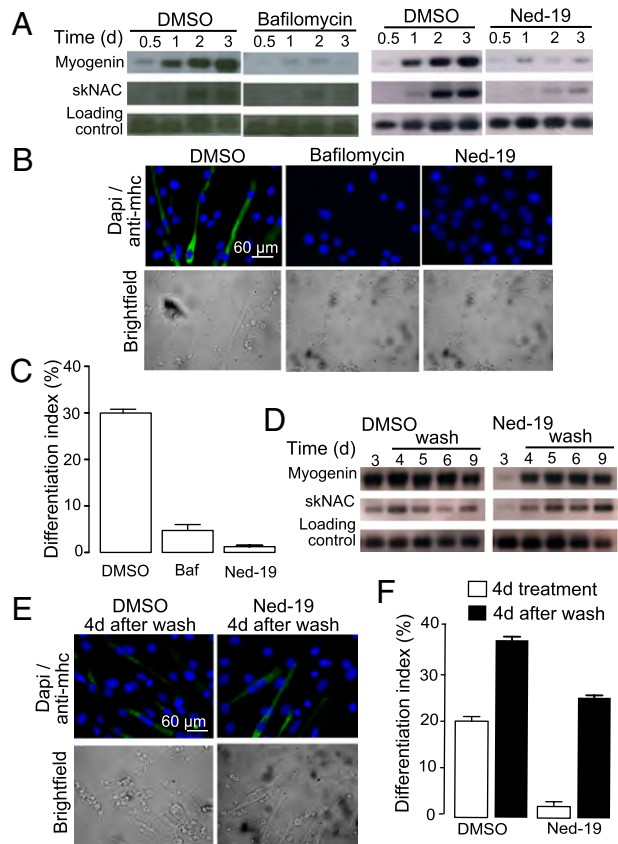 A
DMSO Bafilomycin DMSO Ned-19
Time (d) 0.5 1 2 3 0.5 1 2 3 0.5 1 2 3 0.5 1 2 3
Myogenin
skNAC
Loading
control
B
DMSO Bafilomycin Ned-19
Dapi /
anti-mhc
60 µm
Brightfield
C
Differentiation index (%)
40
30
20
10
0
DMSO Baf Ned-19
D
DMSO Ned-19
wash wash
Time (d)
3 4 5 6 9 3 4 5 6 9
Myogenin
skNAC
Loading
control
E
DMSO Ned-19
4d after wash 4d after wash
Dapi /
anti-mhc
60 µm
Brightfield
F
4d treatment
4d after wash
Differentiation index (%)
40
30
20
10
0
DMSO Ned-19